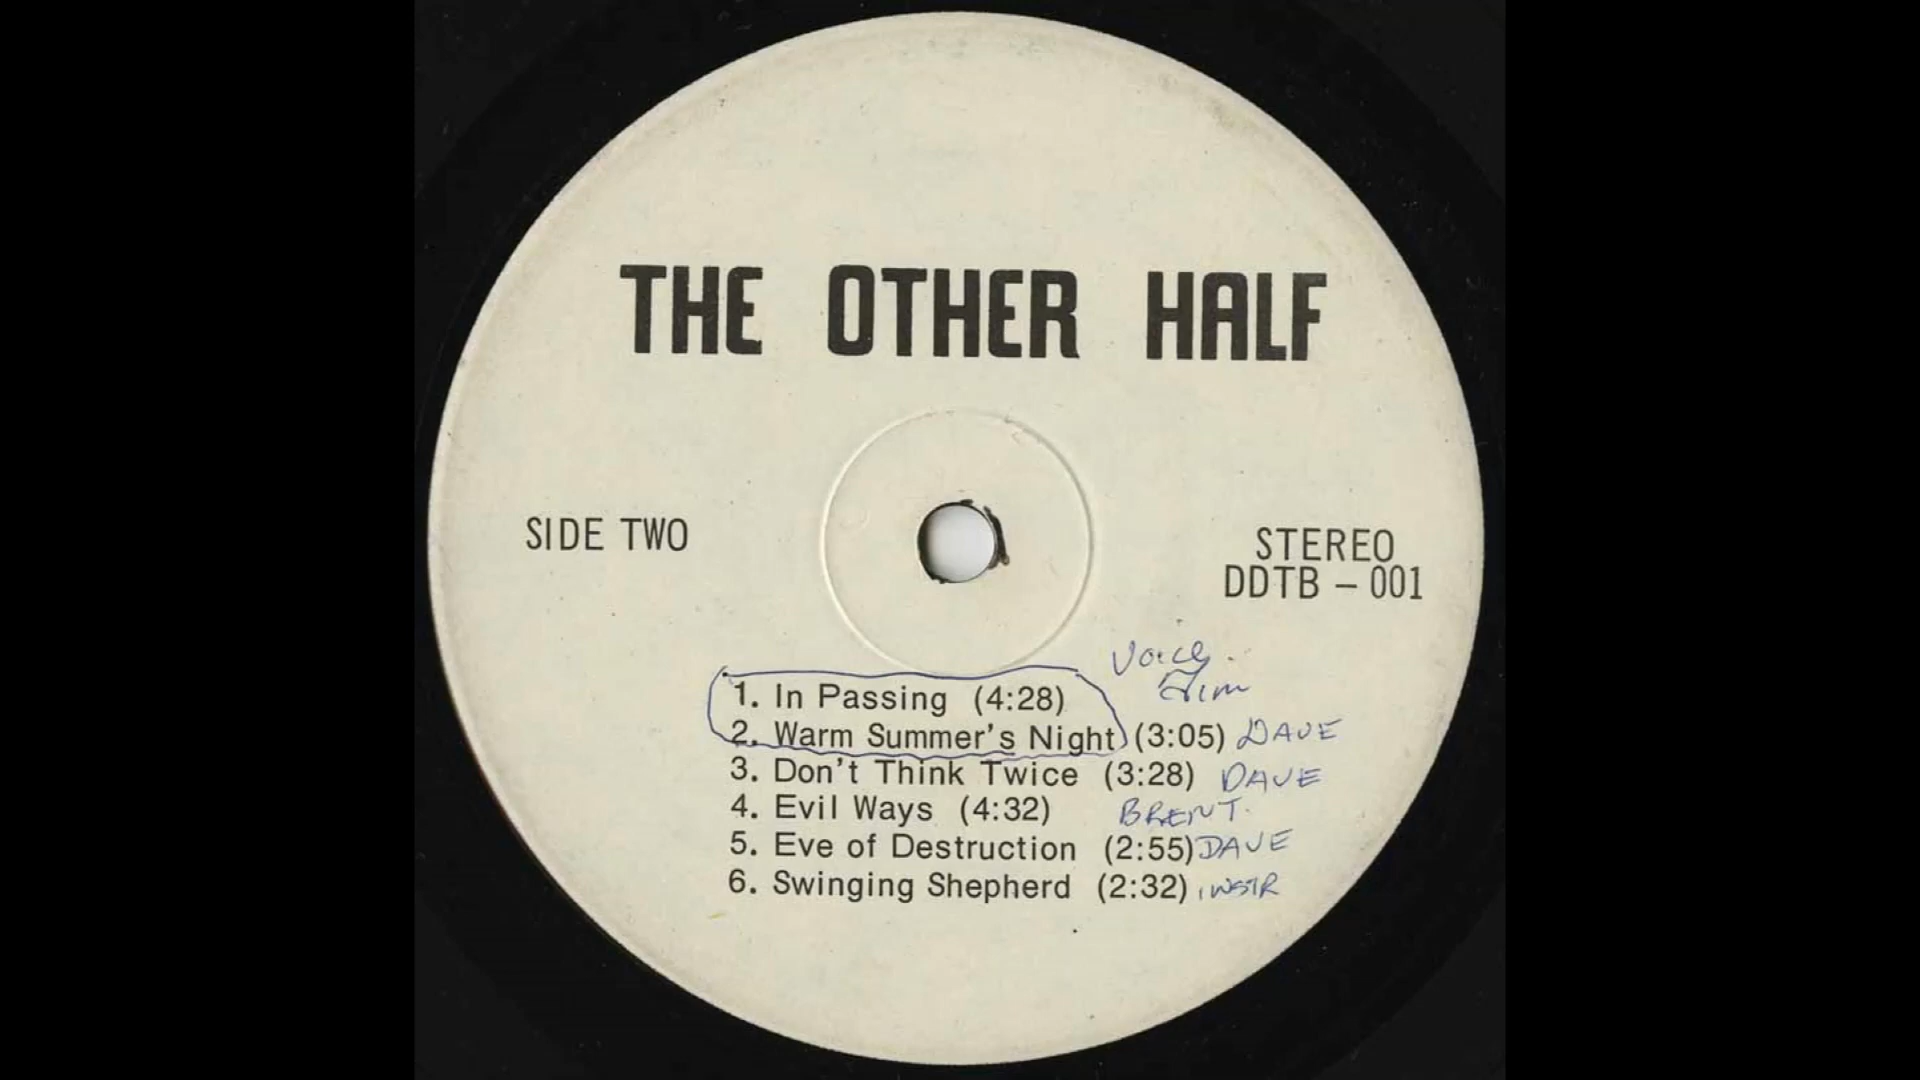 THE OTHER HALF
SIDE TWO
STEREO
DDTB – 001
Voice
Jim
1. In Passing (4:28)
2. Warm Summer's Night (3:05) DAVE
3. Don't Think Twice (3:28) DAVE
4. Evil Ways (4:32) BRENT.
5. Eve of Destruction (2:55) DAVE
6. Swinging Shepherd (2:32) INSTR